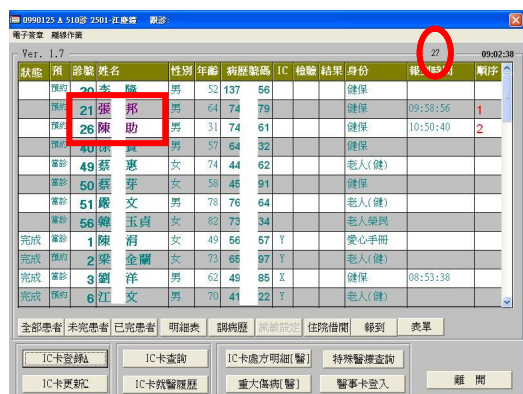 0990125 A 510診 2501-江慶鐘 觀診:
電子簽章 離線作業
Ver. 1.7 27 09:02:38
狀態 預 診號 姓名 性別 年齡 病歷號碼 IC 檢驗 結果 身份 報到時間 順序
預約 20 李 隆 男 52 137 56 健保
預約 21 張 邦 男 64 74 79 健保 09:58:56 1
預約 26 陳 助 男 31 74 61 健保 10:50:40 2
預約 40 貴 男 57 64 32 健保
當診 49 蔡 惠 女 74 44 62 老人(健)
當診 50 蔡 芽 女 58 45 91 健保
當診 51 嚴 文 男 78 76 64 老人(健)
當診 56 韓 玉貞 女 82 73 34 老人榮民
完成 當診 1 陳 涓 女 49 56 57 Y 愛心手冊
完成 預約 2 梁 金蘭 女 73 65 97 Y 老人(健)
完成 當診 3 劉 洋 男 62 49 85 X 健保 08:53:38
完成 預約 6 江 文 男 70 41 22 Y 老人(健)
全部患者 未完患者 已完患者 明細表 調病歷 減敏設定 住院借閱 報到 表單
IC卡登錄A IC卡查詢 IC卡處方明細[醫] 特殊醫療查詢
IC卡更新C IC卡就醫履歷 重大傷病[醫] 醫事卡登入 離 開